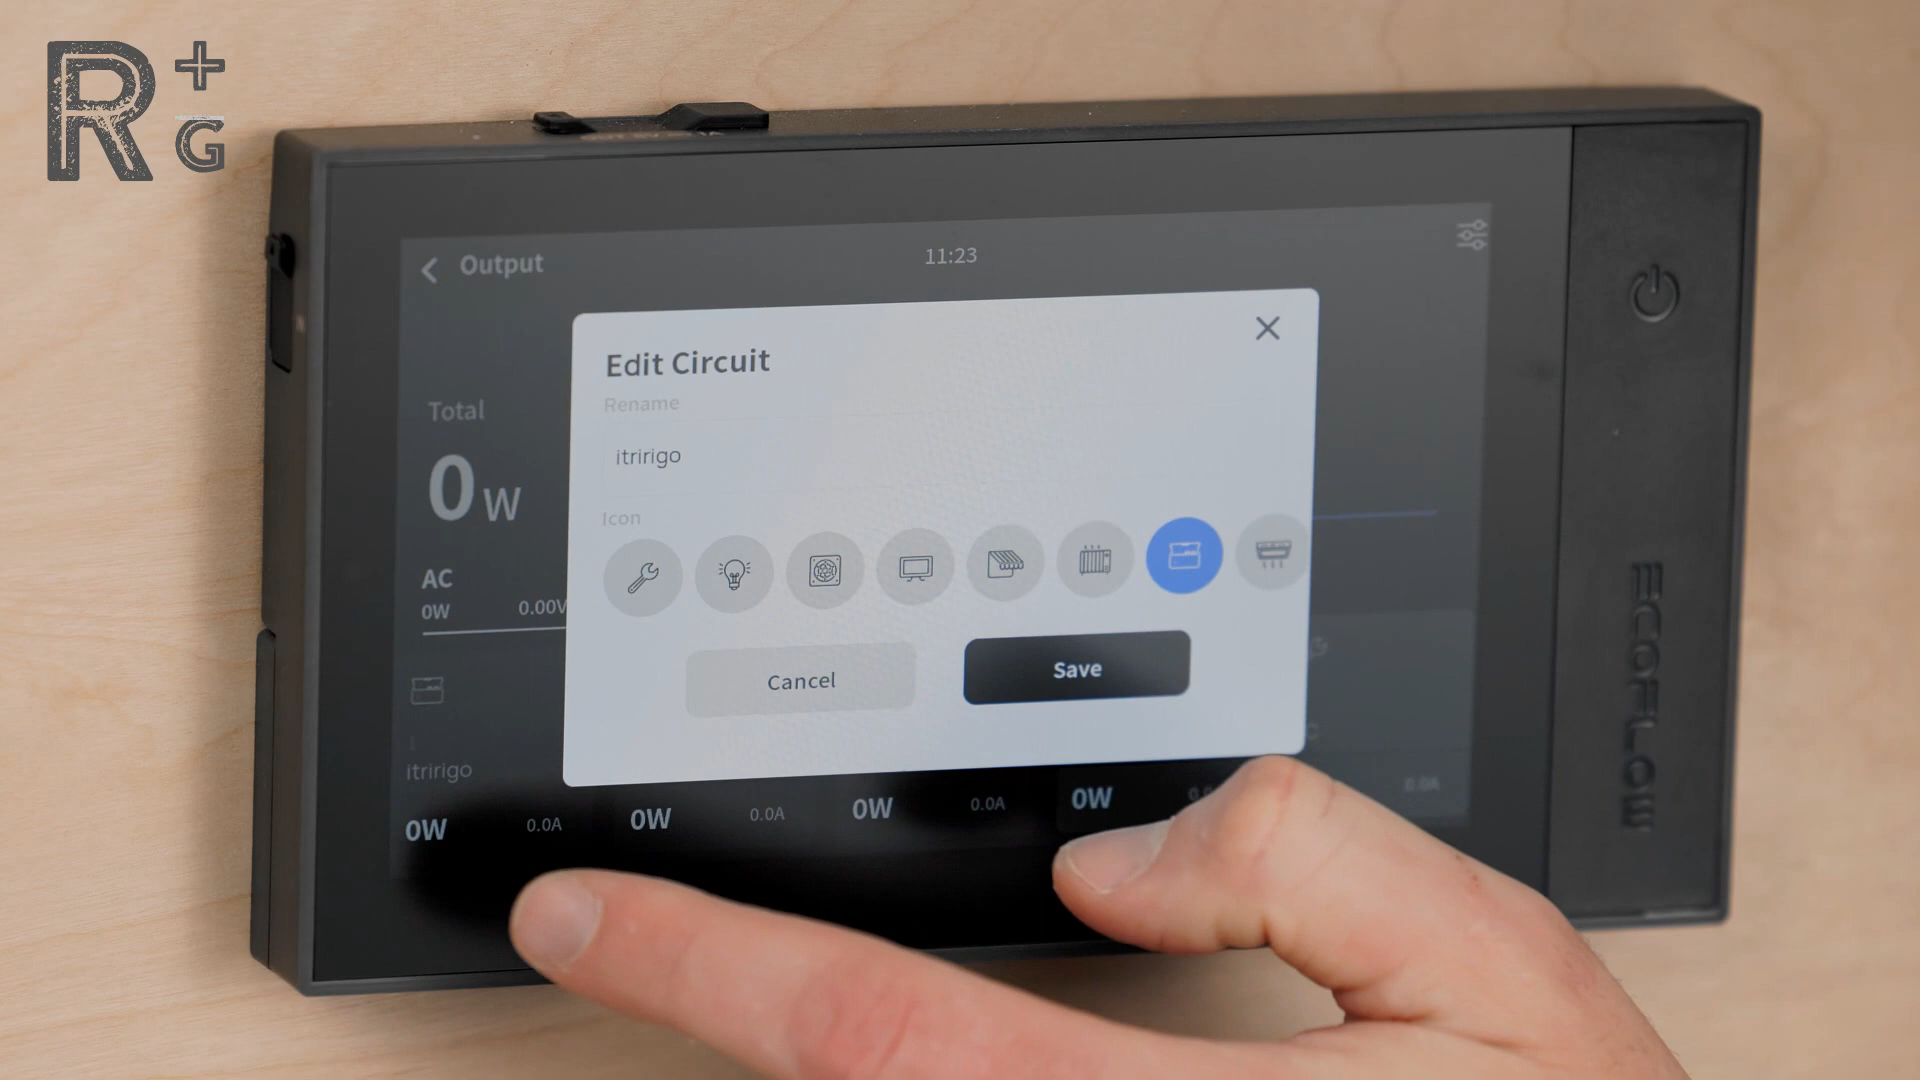 R+G
Output
11:23
Edit Circuit
Rename
itririgo
Icon
Cancel
Save
Total
0 W
AC
0W 0.00V
itririgo
0W 0.0A 0W 0.0A 0W 0.0A 0W 0.0A
ECOFLOW